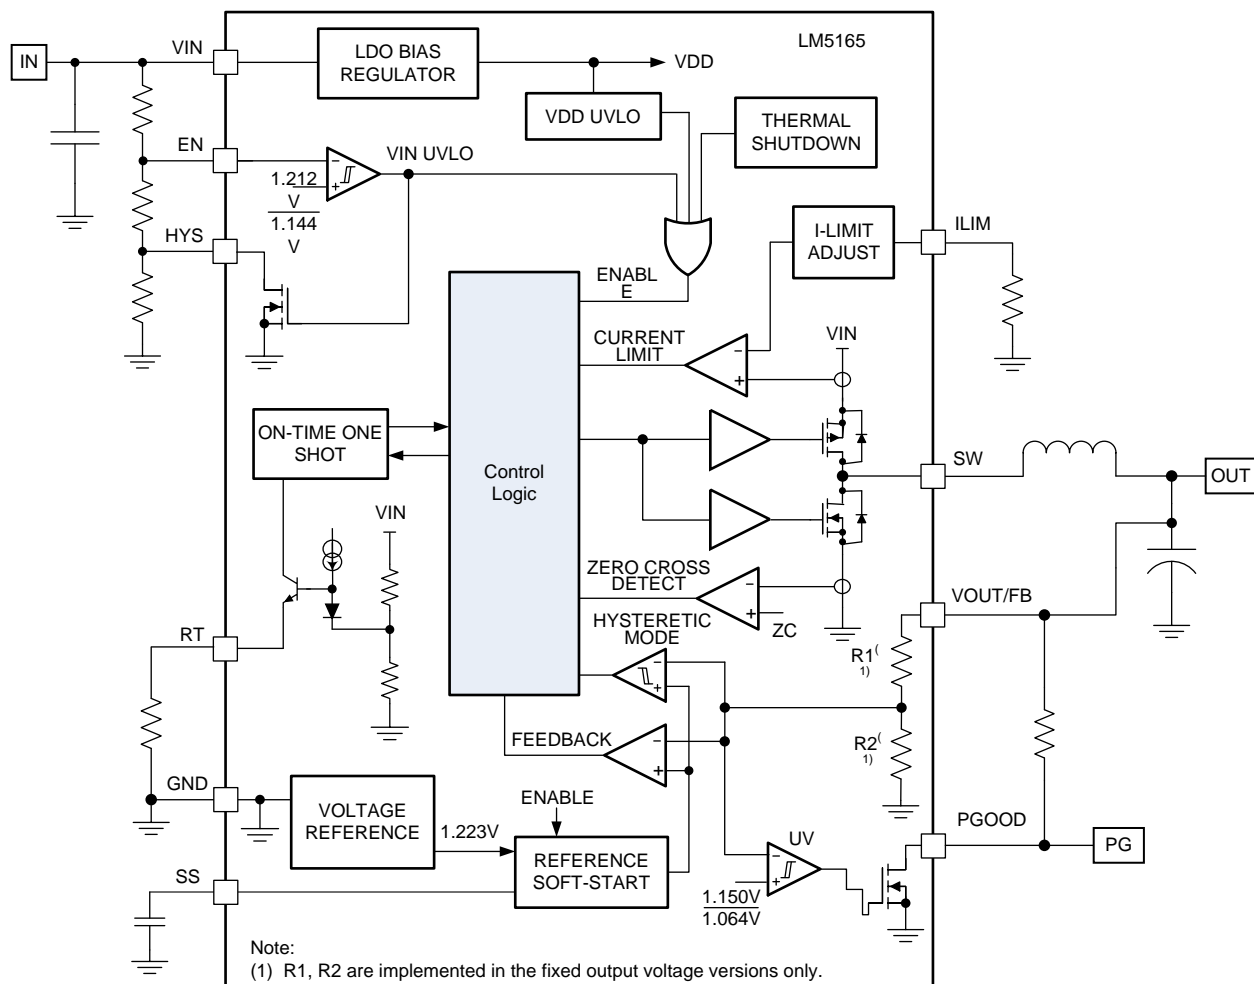 LM5165
IN
VIN
LDO BIAS
REGULATOR
VDD
VDD UVLO
THERMAL
SHUTDOWN
EN
VIN UVLO
−
+
1.212
V
1.144
V
HYS
I-LIMIT
ADJUST
ILIM
ENABL
E
CURRENT
LIMIT
−
+
VIN
ON-TIME ONE
SHOT
Control
Logic
SW
OUT
VIN
ZERO CROSS
DETECT
−
+
ZC
VOUT/FB
HYSTERETIC
MODE
−
+
RT
R1(
1)
R2(
1)
FEEDBACK
−
+
GND
VOLTAGE
REFERENCE
1.223V
ENABLE
REFERENCE
SOFT-START
UV
−
+
1.150V
1.064V
PGOOD
PG
SS
Note:
(1) R1, R2 are implemented in the fixed output voltage versions only.